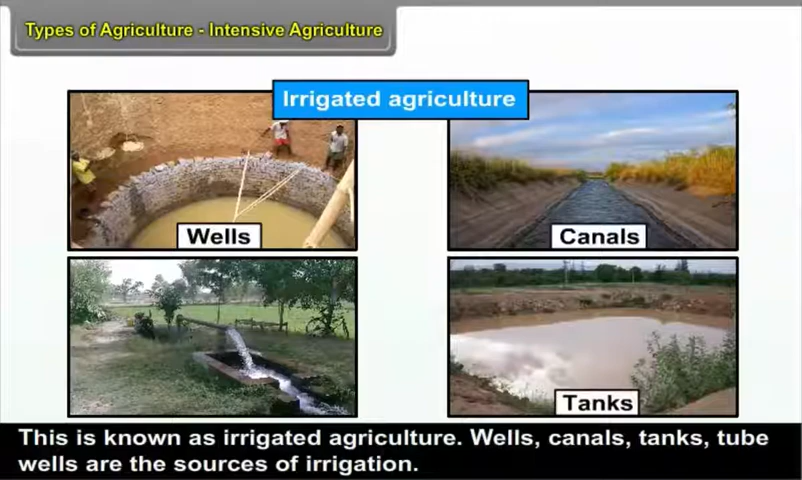 Types of Agriculture - Intensive Agriculture
Irrigated agriculture
Wells
Canals
Tanks
This is known as irrigated agriculture. Wells, canals, tanks, tube
wells are the sources of irrigation.